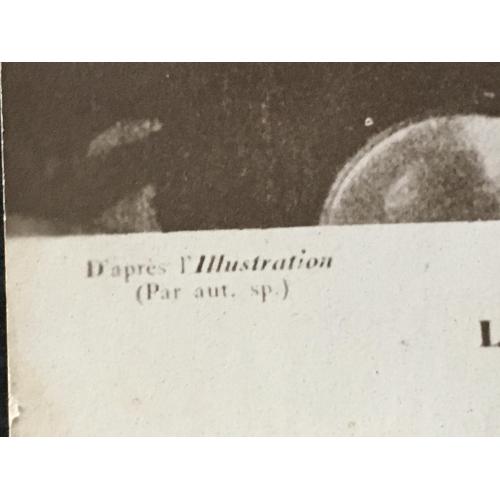 D'après l'Illustration
(Par aut. sp.)
L